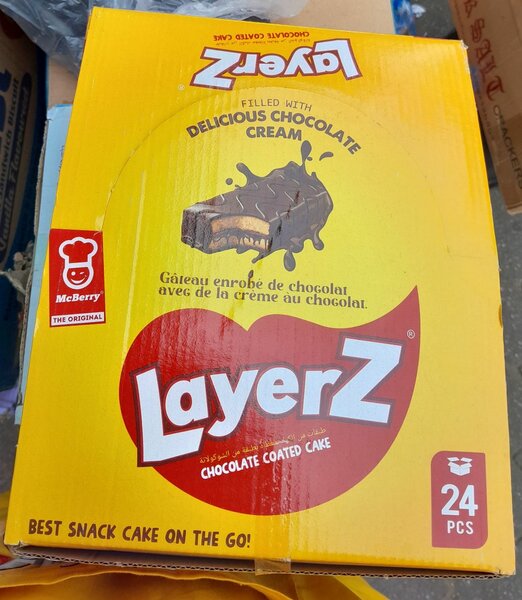 LayerZ
®
CHOCOLATE COATED CAKE
FILLED WITH
DELICIOUS CHOCOLATE
CREAM
McBerry
THE ORIGINAL
Gâteau enrobé de chocolat
avec de la crème au chocolat.
LayerZ
®
CHOCOLATE COATED CAKE
24
PCS
BEST SNACK CAKE ON THE GO!